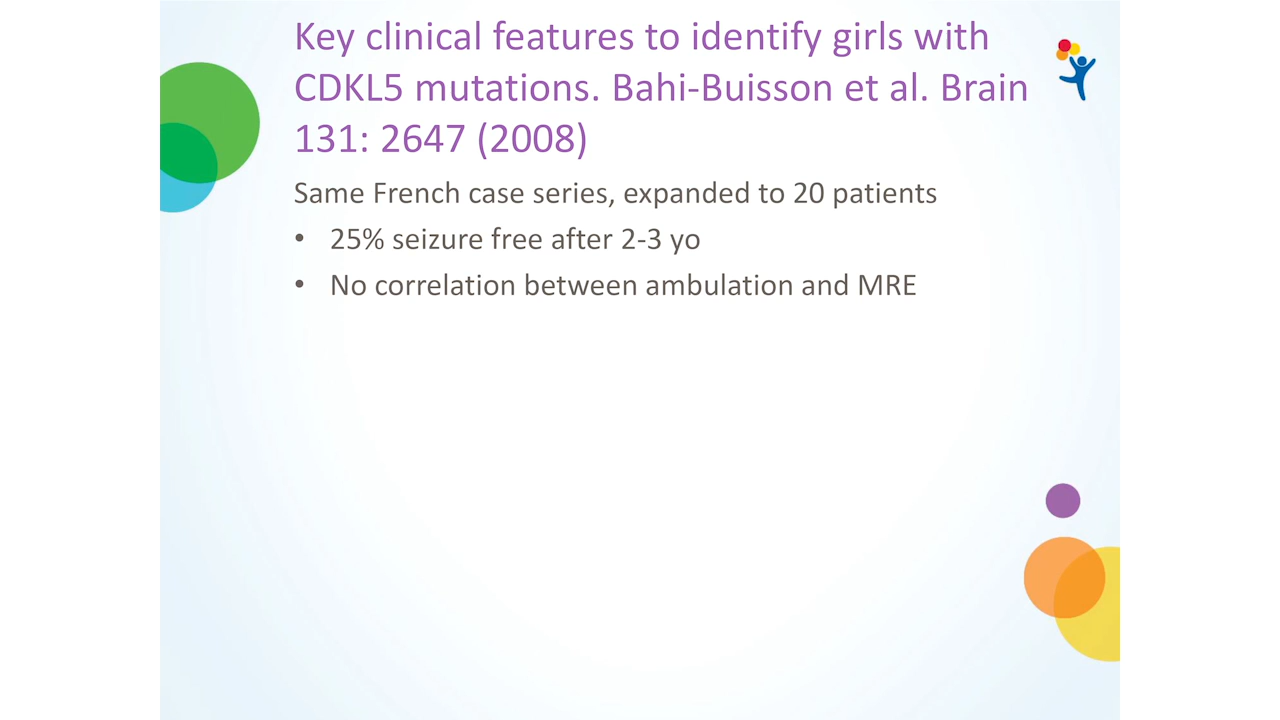 Key clinical features to identify girls with
CDKL5 mutations. Bahi-Buisson et al. Brain
131: 2647 (2008)
Same French case series, expanded to 20 patients
• 25% seizure free after 2-3 yo
• No correlation between ambulation and MRE